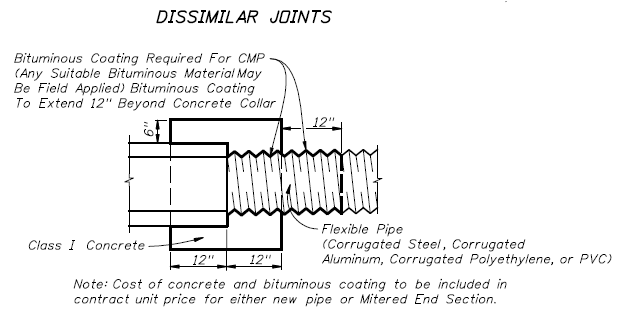 DISSIMILAR JOINTS
Bituminous Coating Required For CMP
(Any Suitable Bituminous Material May
Be Field Applied) Bituminous Coating
To Extend 12" Beyond Concrete Collar
6"
12"
Flexible Pipe
(Corrugated Steel, Corrugated
Aluminum, Corrugated Polyethylene, or PVC)
Class I Concrete
12" 12"
Note: Cost of concrete and bituminous coating to be included in
contract unit price for either new pipe or Mitered End Section.